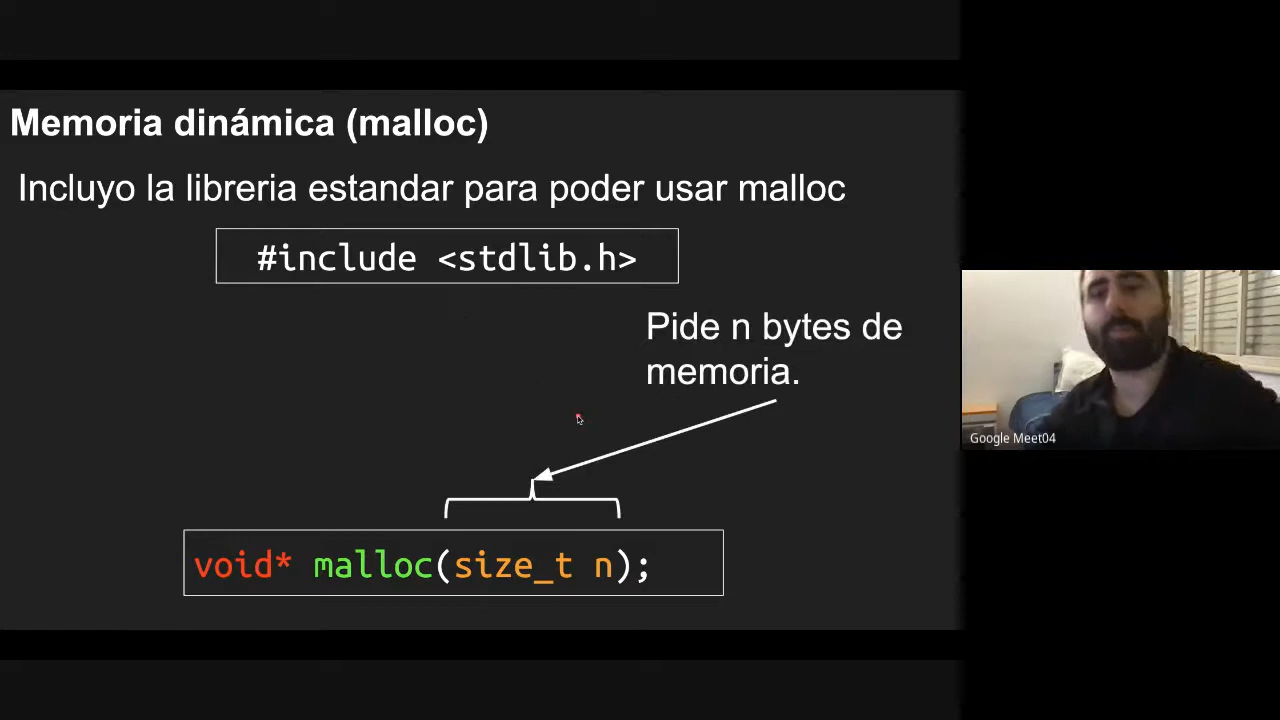 Memoria dinámica (malloc)
Incluyo la libreria estandar para poder usar malloc
#include <stdlib.h>
Pide n bytes de
memoria.
void* malloc(size_t n);
Google Meet04